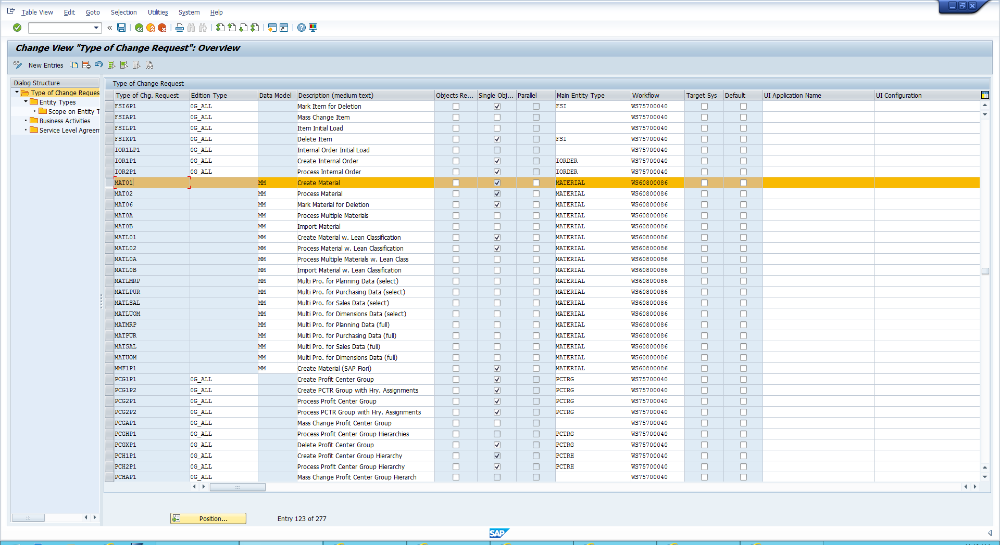 Table View Edit Goto Selection Utilities System Help
Change View "Type of Change Request": Overview
New Entries
Dialog Structure
Type of Change Reques
Entity Types
Scope on Entity T
Business Activities
Service Level Agreem
Type of Change Request
Type of Chg. Request Edition Type Data Model Description (medium text) Objects Re... Single Obj... Parallel Main Entity Type Workflow Target Sys Default UI Application Name UI Configuration
FSI6P1 0G_ALL Mark Item for Deletion FSI WS75700040
FSIAP1 0G_ALL Mass Change Item WS75700040
FSILP1 0G_ALL Item Initial Load WS75700040
FSIXP1 0G_ALL Delete Item FSI WS75700040
IOR1LP1 0G_ALL Internal Order Initial Load WS75700040
IOR1P1 0G_ALL Create Internal Order IORDER WS75700040
IOR2P1 0G_ALL Process Internal Order IORDER WS75700040
MAT01 MM Create Material MATERIAL WS60800086
MAT02 MM Process Material MATERIAL WS60800086
MAT06 MM Mark Material for Deletion MATERIAL WS60800086
MAT0A MM Process Multiple Materials MATERIAL WS60800086
MAT0B MM Import Material MATERIAL WS60800086
MATL01 MM Create Material w. Lean Classification MATERIAL WS60800086
MATL02 MM Process Material w. Lean Classification MATERIAL WS60800086
MATL0A MM Process Multiple Materials w. Lean Class MATERIAL WS60800086
MATL0B MM Import Material w. Lean Classification MATERIAL WS60800086
MATLMRP MM Multi Pro. for Planning Data (select) MATERIAL WS60800086
MATLPUR MM Multi Pro. for Purchasing Data (select) MATERIAL WS60800086
MATLSAL MM Multi Pro. for Sales Data (select) MATERIAL WS60800086
MATLUOM MM Multi Pro. for Dimensions Data (select) MATERIAL WS60800086
MATMRP MM Multi Pro. for Planning Data (full) MATERIAL WS60800086
MATPUR MM Multi Pro. for Purchasing Data (full) MATERIAL WS60800086
MATSAL MM Multi Pro. for Sales Data (full) MATERIAL WS60800086
MATUOM MM Multi Pro. for Dimensions Data (full) MATERIAL WS60800086
MMF1P1 MM Create Material (SAP Fiori) MATERIAL WS60800086
PCG1P1 0G_ALL Create Profit Center Group PCTRG WS75700040
PCG1P2 0G_ALL Create PCTR Group with Hry. Assignments PCTRG WS75700040
PCG2P1 0G_ALL Process Profit Center Group PCTRG WS75700040
PCG2P2 0G_ALL Process PCTR Group with Hry. Assignments PCTRG WS75700040
PCGAP1 0G_ALL Mass Change Profit Center Group WS75700040
PCGHP1 0G_ALL Process Profit Center Group Hierarchies PCTRG WS75700040
PCGXP1 0G_ALL Delete Profit Center Group PCTRG WS75700040
PCH1P1 0G_ALL Create Profit Center Group Hierarchy PCTRH WS75700040
PCH2P1 0G_ALL Process Profit Center Group Hierarchy PCTRH WS75700040
PCHAP1 0G_ALL Mass Change Profit Center Group Hierarch WS75700040
Position... Entry 123 of 277
SAP